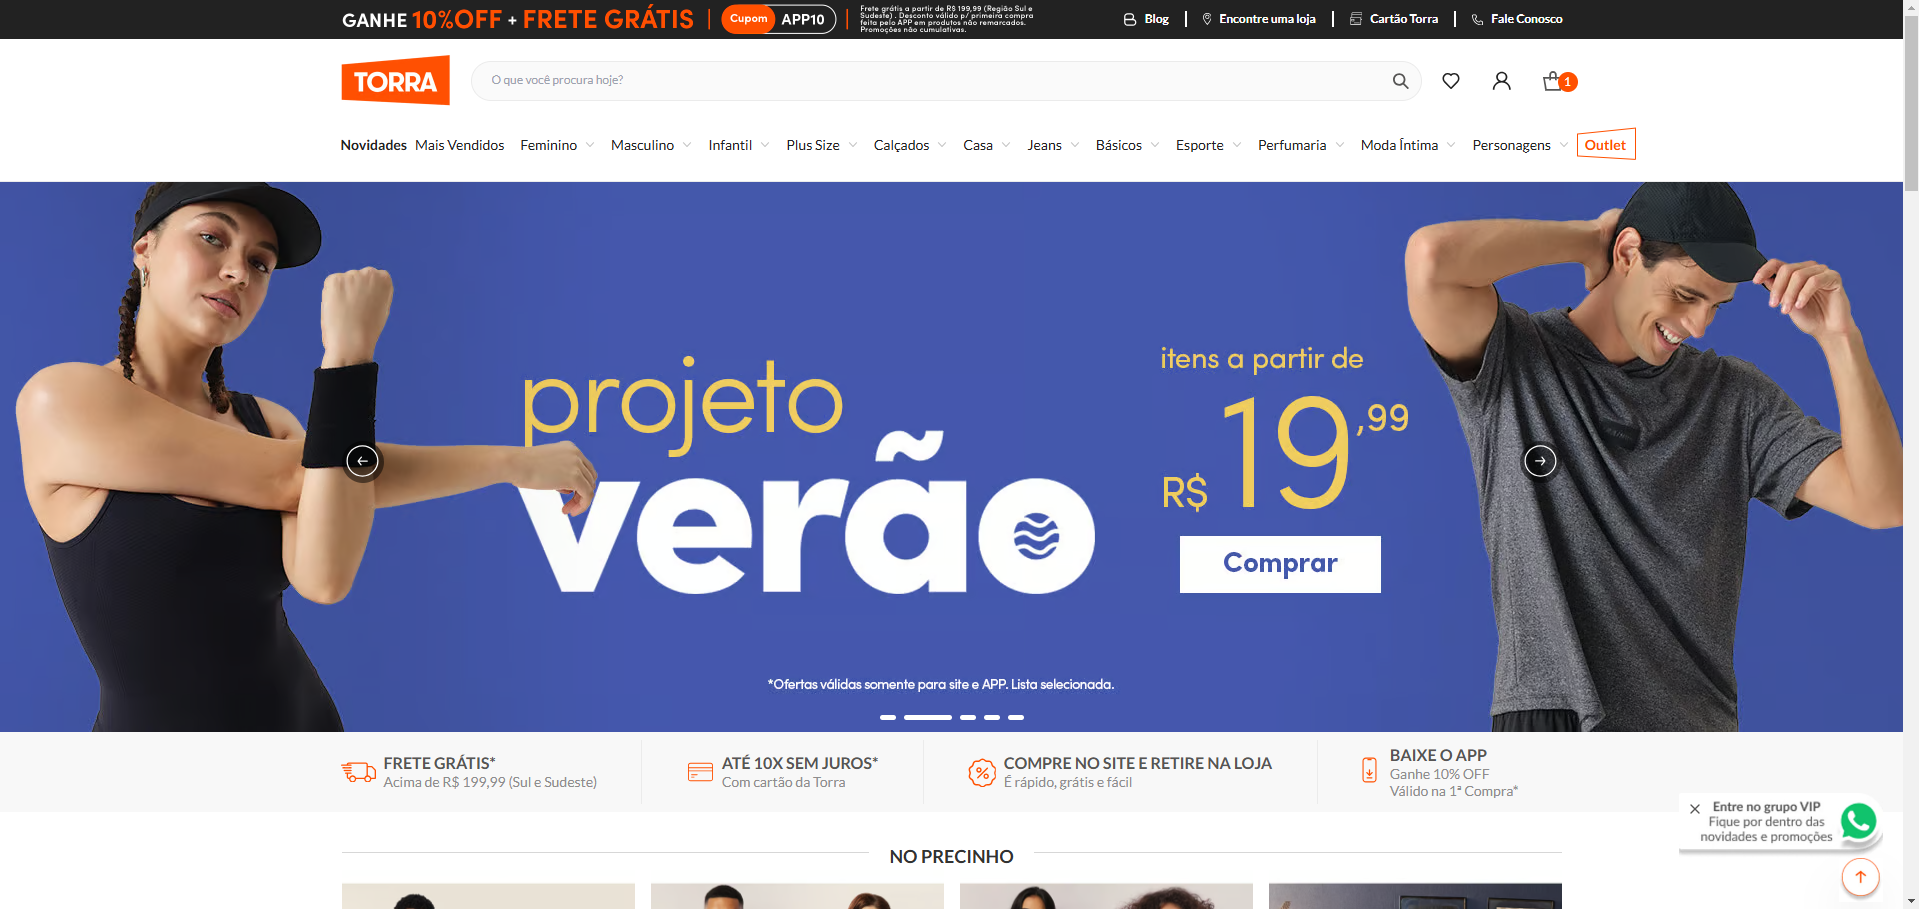 GANHE 10%OFF + FRETE GRÁTIS
Cupom APP10
Frete grátis a partir de R$ 199,99 (Região Sul e
Sudeste) . Desconto válido p/ primeira compra
feita pelo APP em produtos não remarcados.
Promoções não cumulativas.
Blog
Encontre uma loja
Cartão Torra
Fale Conosco
TORRA
O que você procura hoje?
1
Novidades Mais Vendidos Feminino Masculino Infantil Plus Size Calçados Casa Jeans Básicos Esporte Perfumaria Moda Íntima Personagens Outlet
projeto
verão
itens a partir de
R$ 19,99
Comprar
*Ofertas válidas somente para site e APP. Lista selecionada.
FRETE GRÁTIS*
Acima de R$ 199,99 (Sul e Sudeste)
ATÉ 10X SEM JUROS*
Com cartão da Torra
COMPRE NO SITE E RETIRE NA LOJA
É rápido, grátis e fácil
BAIXE O APP
Ganhe 10% OFF
Válido na 1ª Compra*
Entre no grupo VIP
Fique por dentro das
novidades e promoções
NO PRECINHO